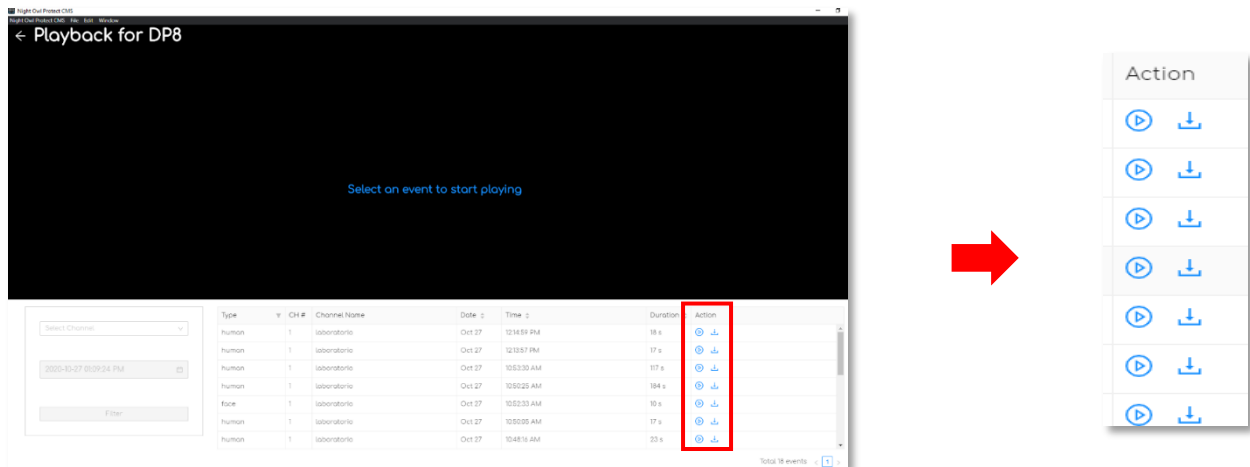 Night Owl Protect CMS
Night Owl Protect CMS File Edit Window
Playback for DP8
Select an event to start playing
Select Channel
2020-10-27 01:09:24 PM
Filter
Type CH # Channel Name Date Time Duration Action
human 1 laboratorio Oct 27 12:14:59 PM 18 s
human 1 laboratorio Oct 27 12:13:57 PM 17 s
human 1 laboratorio Oct 27 10:53:30 AM 117 s
human 1 laboratorio Oct 27 10:50:25 AM 184 s
face 1 laboratorio Oct 27 10:52:33 AM 10 s
human 1 laboratorio Oct 27 10:50:05 AM 17 s
human 1 laboratorio Oct 27 10:48:16 AM 33 s
Total 18 events < 1 >
Action